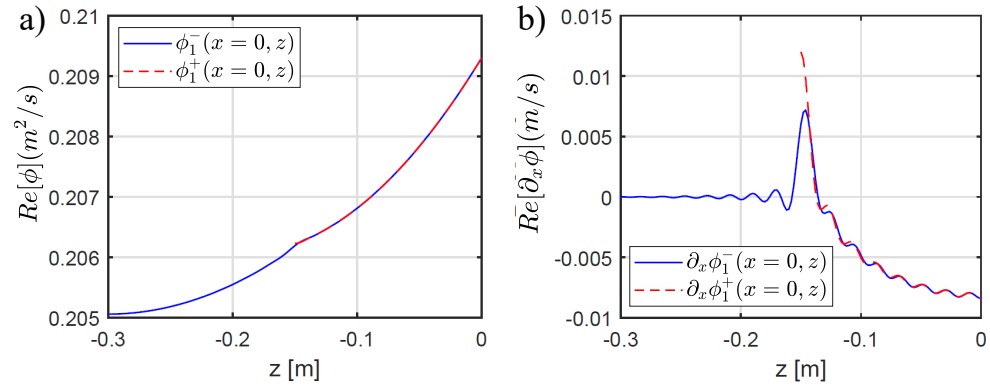 a)
0.21
0.209
0.208
0.207
0.206
0.205
Re[ϕ](m²/s)
ϕ₁⁻(x = 0, z)
ϕ₁⁺(x = 0, z)
-0.3
-0.2
-0.1
0
z [m]
b)
0.015
0.01
0.005
0
-0.005
-0.01
Re[∂ₓϕ](m/s)
∂ₓϕ₁⁻(x = 0, z)
∂ₓϕ₁⁺(x = 0, z)
-0.3
-0.2
-0.1
0
z [m]